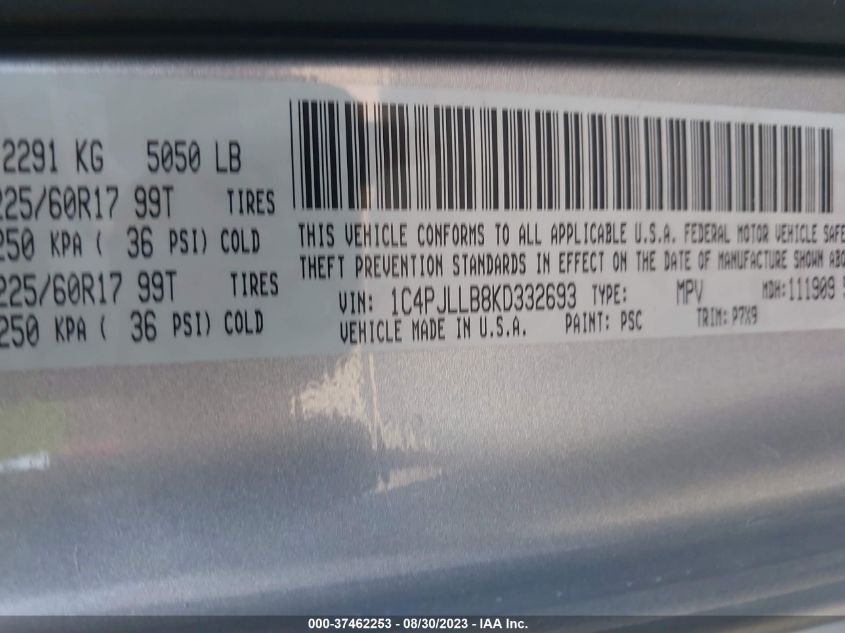 2291 KG 5050 LB
225/60R17 99T TIRES
250 KPA ( 36 PSI) COLD
225/60R17 99T TIRES
250 KPA ( 36 PSI) COLD
THIS VEHICLE CONFORMS TO ALL APPLICABLE U.S.A. FEDERAL MOTOR VEHICLE SAFE
THEFT PREVENTION STANDARDS IN EFFECT ON THE DATE OF MANUFACTURE SHOWN ABO
VIN: 1C4PJLLB8KD332693 TYPE: MPV MDH:111909
VEHICLE MADE IN U.S.A. PAINT: PSC TRIM: P7X9
000-37462253 - 08/30/2023 - IAA Inc.